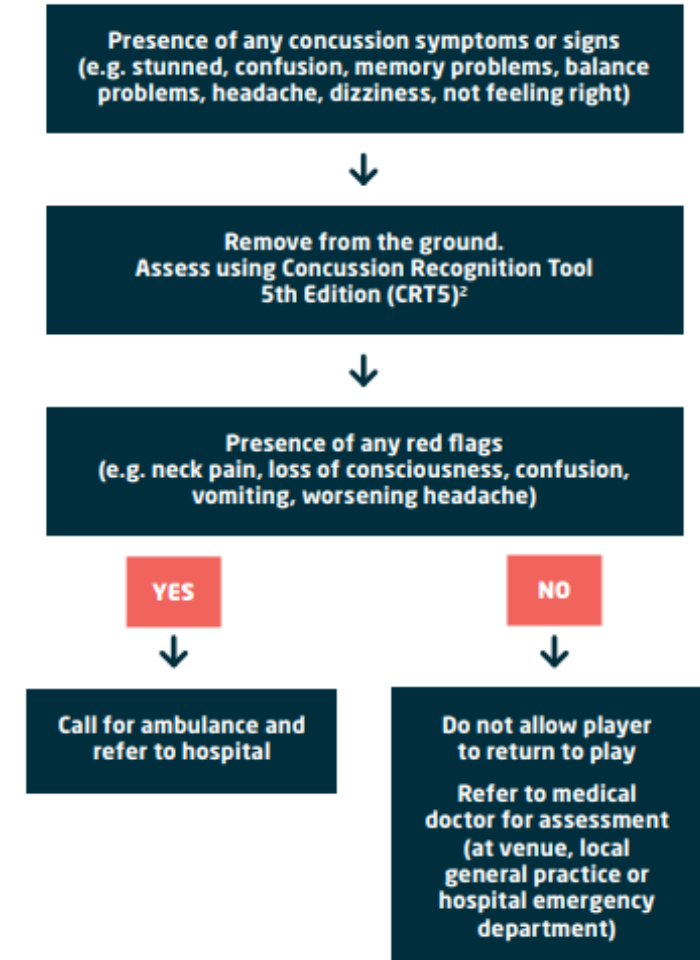 Presence of any concussion symptoms or signs
(e.g. stunned, confusion, memory problems, balance
problems, headache, dizziness, not feeling right)
Remove from the ground.
Assess using Concussion Recognition Tool
5th Edition (CRT5)²
Presence of any red flags
(e.g. neck pain, loss of consciousness, confusion,
vomiting, worsening headache)
YES
NO
Call for ambulance and
refer to hospital
Do not allow player
to return to play
Refer to medical
doctor for assessment
(at venue, local
general practice or
hospital emergency
department)